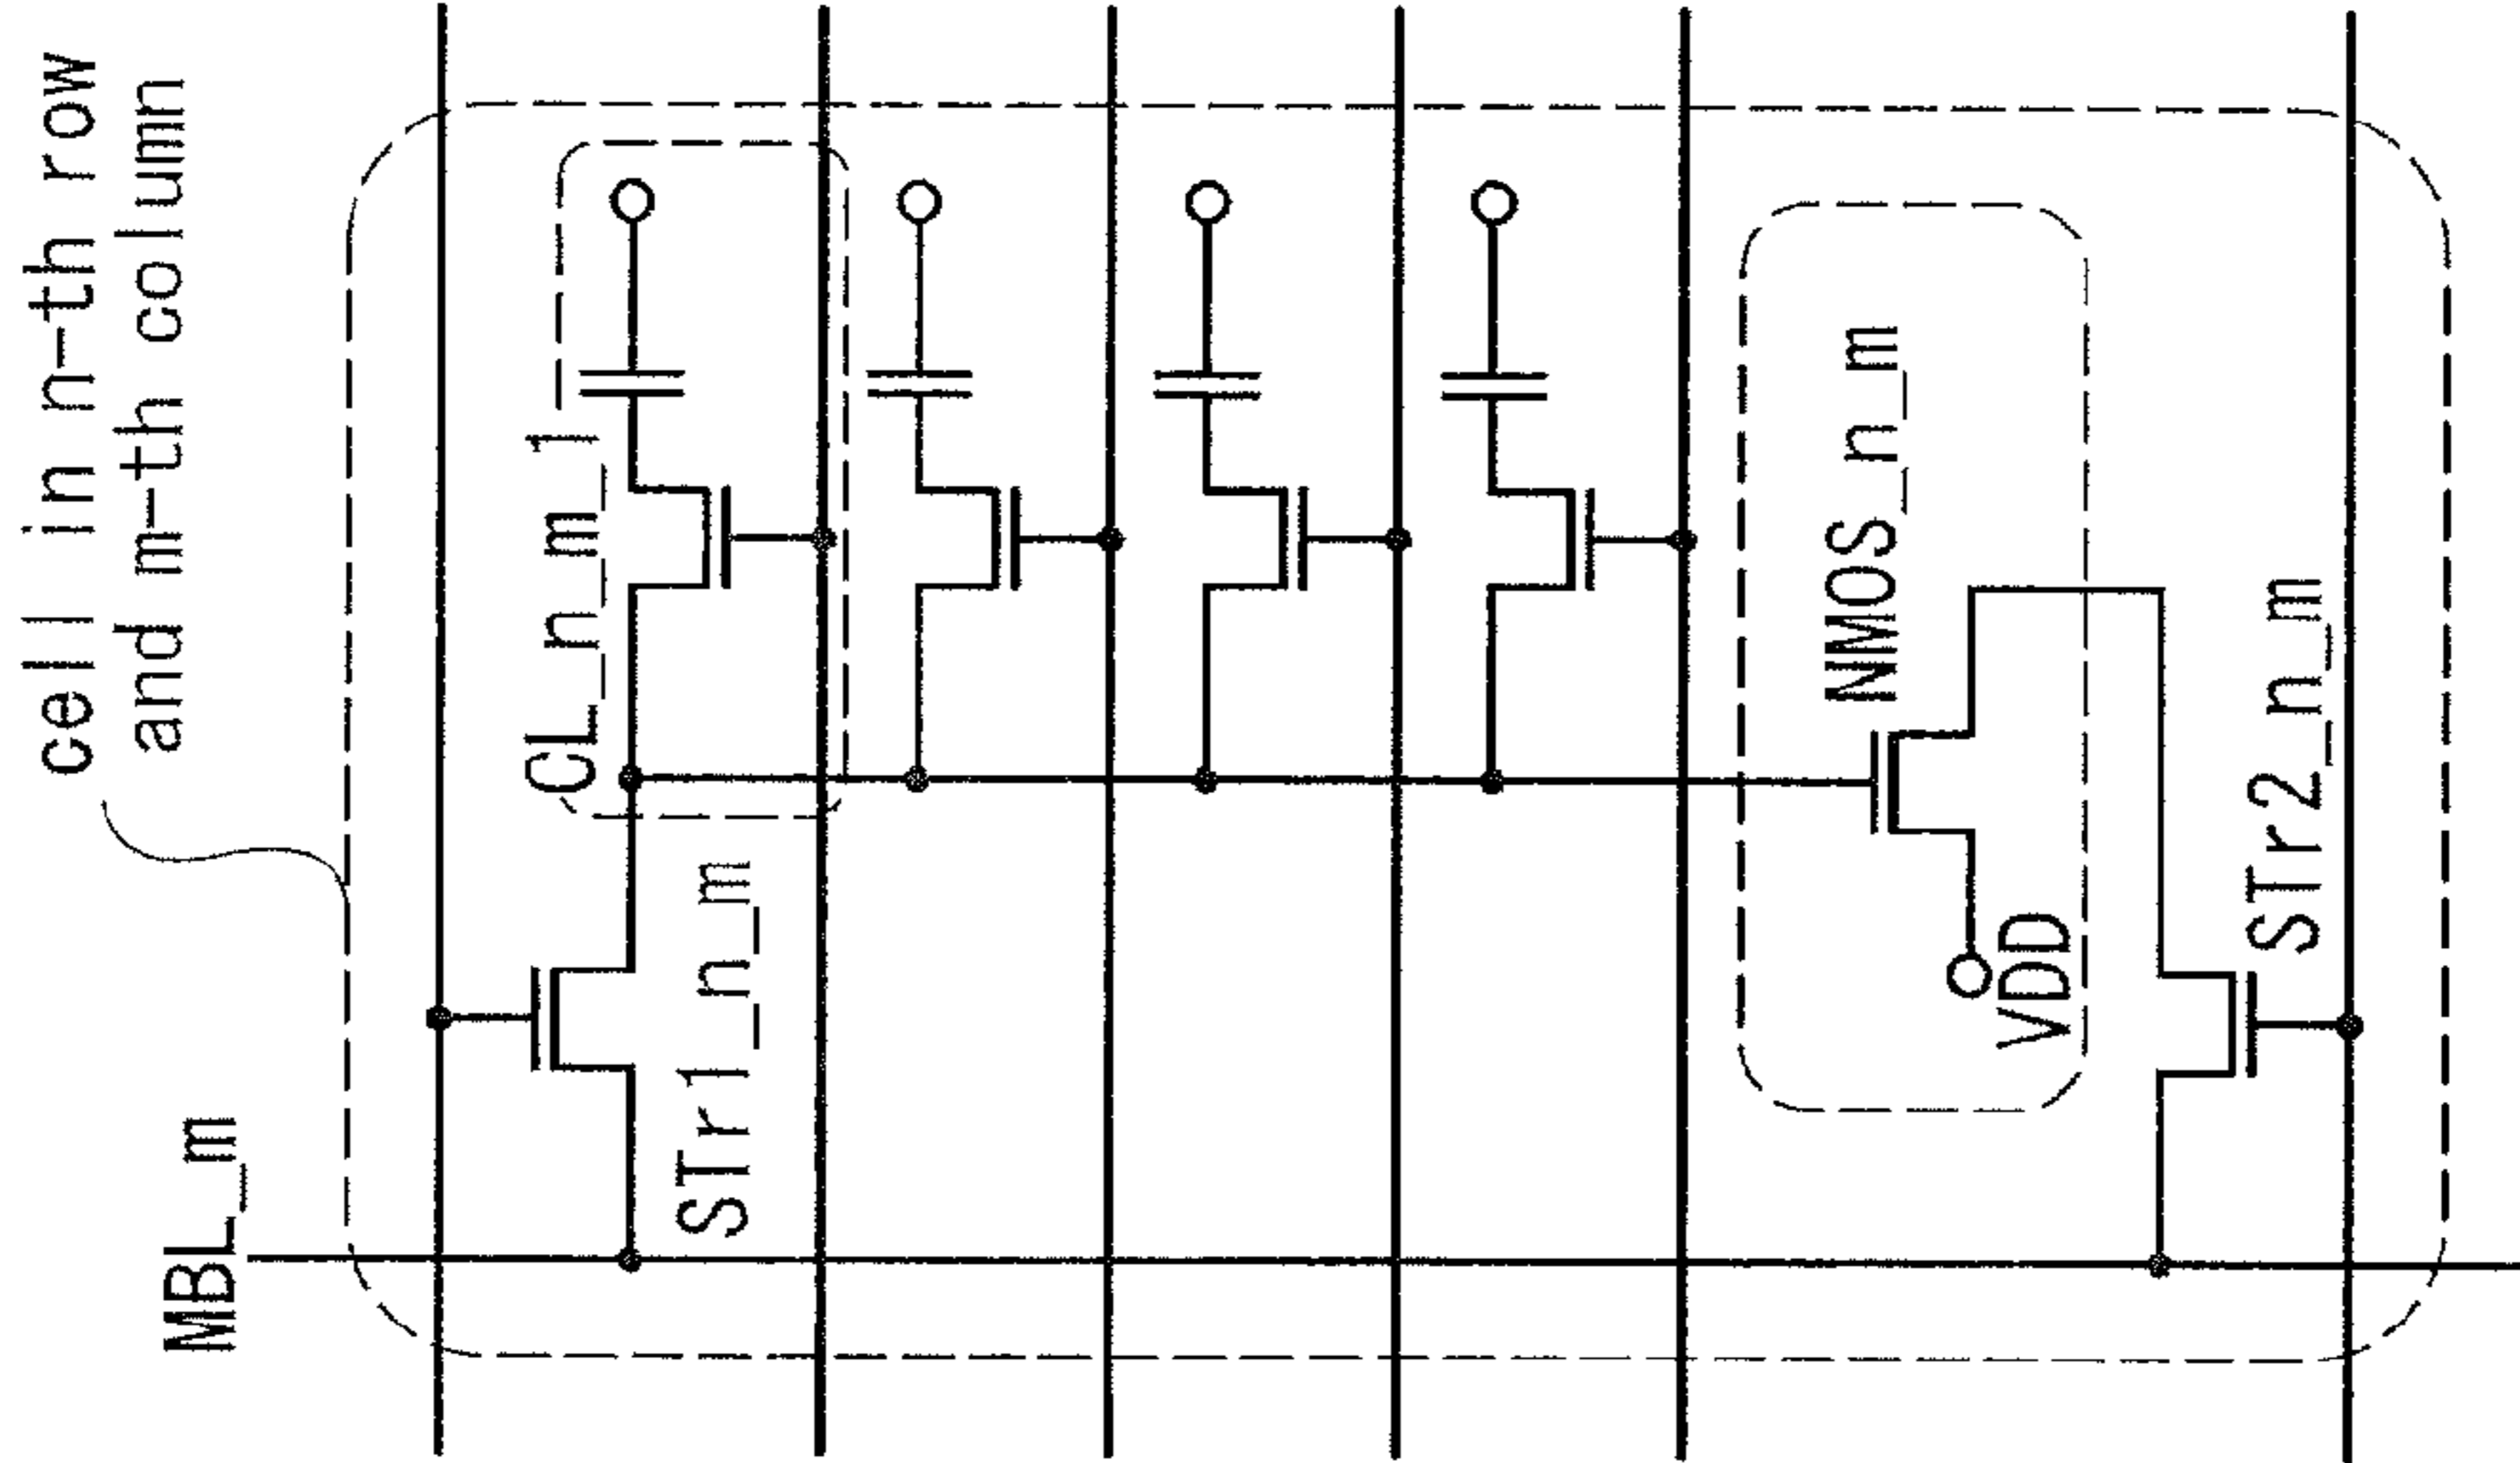 cell in n-th row
and m-th column
MBL_m
CL_n_m_1
STr1_n_m
NMOS_n_m
VDD
STr2_n_m